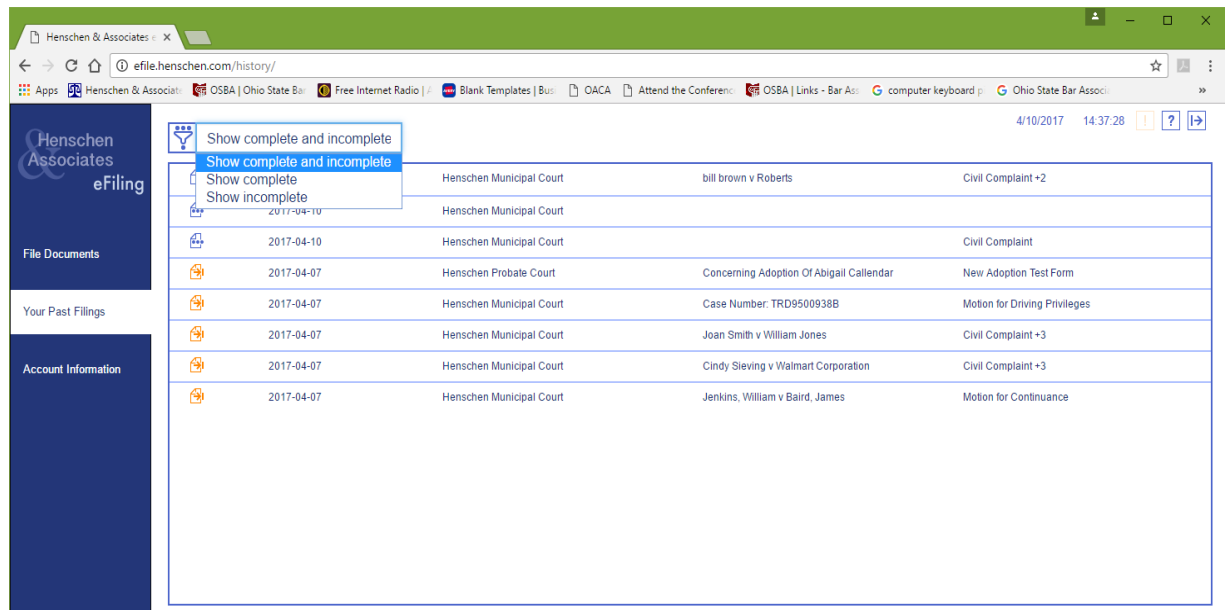 Henschen & Associates e
efile.henschen.com/history/
Apps Henschen & Associat OSBA | Ohio State Ba Free Internet Radio | A Blank Templates | Bus OACA Attend the Conferenc OSBA | Links - Bar Ass computer keyboard p Ohio State Bar Associ »
Henschen
&
Associates
eFiling
Show complete and incomplete
4/10/2017 14:37:28 ! ?
Show complete and incomplete
Show complete
Show incomplete
Henschen Municipal Court bill brown v Roberts Civil Complaint +2
2017-04-10 Henschen Municipal Court
File Documents
2017-04-10 Henschen Municipal Court Civil Complaint
2017-04-07 Henschen Probate Court Concerning Adoption Of Abigail Callendar New Adoption Test Form
Your Past Filings
2017-04-07 Henschen Municipal Court Case Number: TRD9500938B Motion for Driving Privileges
2017-04-07 Henschen Municipal Court Joan Smith v William Jones Civil Complaint +3
Account Information
2017-04-07 Henschen Municipal Court Cindy Sieving v Walmart Corporation Civil Complaint +3
2017-04-07 Henschen Municipal Court Jenkins, William v Baird, James Motion for Continuance